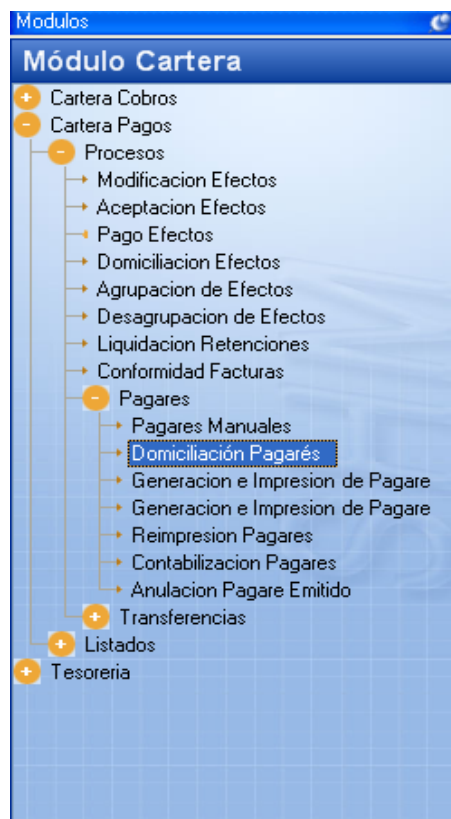 Modulos
Módulo Cartera
Cartera Cobros
Cartera Pagos
Procesos
Modificacion Efectos
Aceptacion Efectos
Pago Efectos
Domiciliacion Efectos
Agrupacion de Efectos
Desagrupacion de Efectos
Liquidacion Retenciones
Conformidad Facturas
Pagares
Pagares Manuales
Domiciliación Pagarés
Generacion e Impresion de Pagare
Generacion e Impresion de Pagare
Reimpresion Pagares
Contabilizacion Pagares
Anulacion Pagare Emitido
Transferencias
Listados
Tesoreria